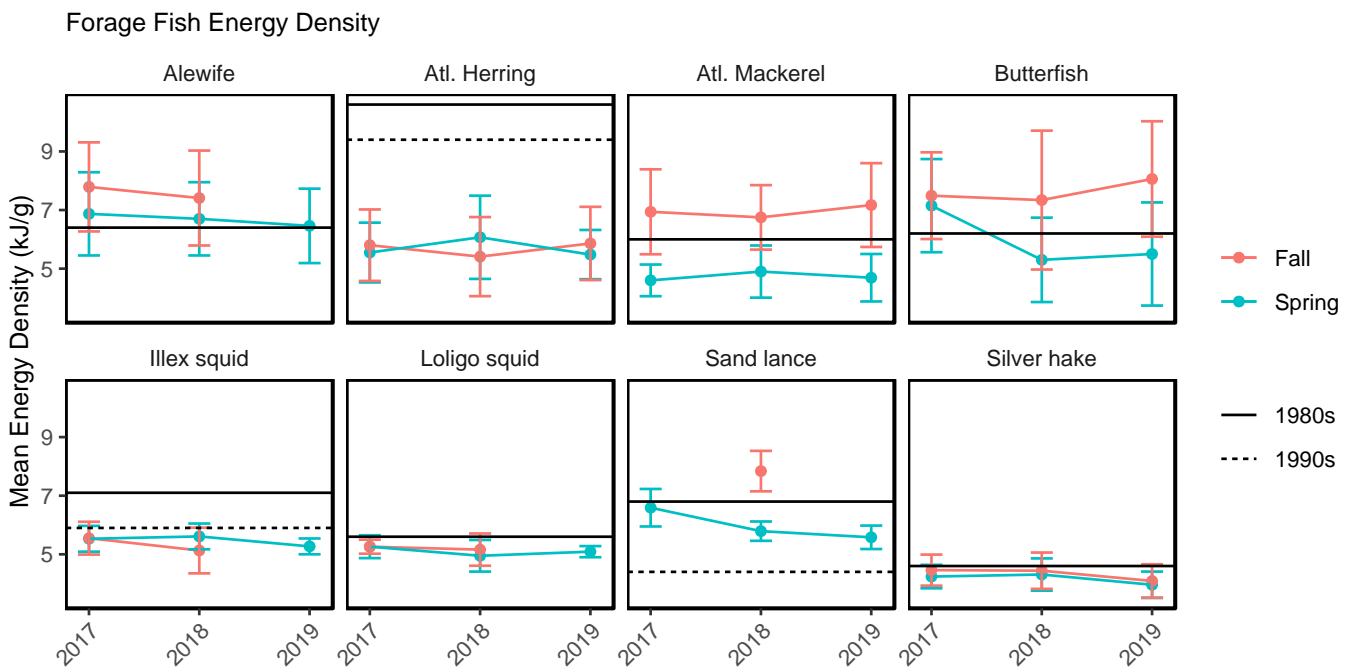 Forage Fish Energy Density
Alewife
Atl. Herring
Atl. Mackerel
Butterfish
Mean Energy Density (kJ/g)
9
7
5
Illex squid
Loligo squid
Sand lance
Silver hake
9
7
5
2017
2018
2019
2017
2018
2019
2017
2018
2019
2017
2018
2019
Fall
Spring
1980s
1990s